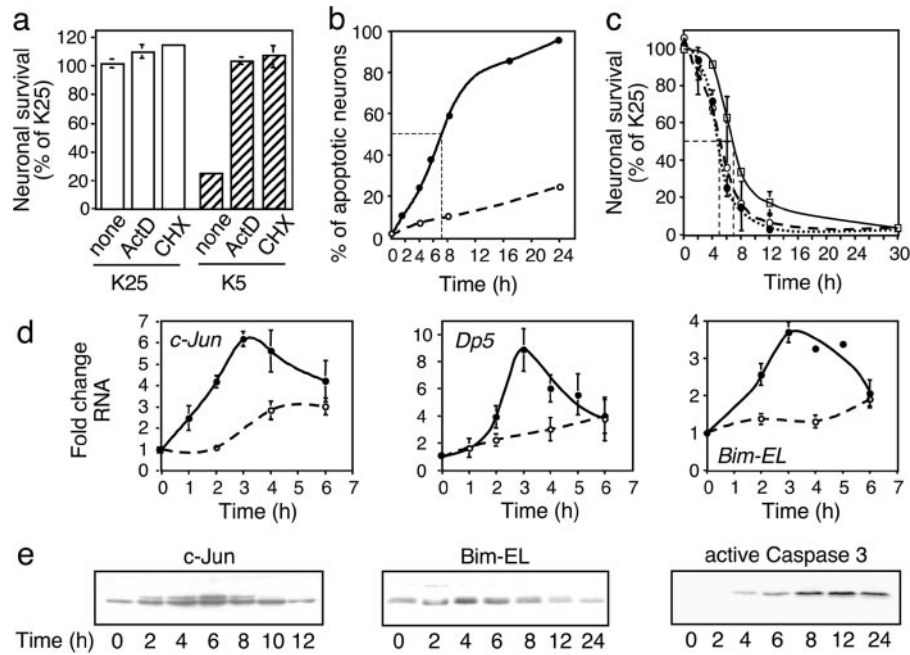 a
Neuronal survival
(% of K25)
120
100
80
60
40
20
0
none
ActD
CHX
none
ActD
CHX
K25
K5
b
% of apoptotic neurons
100
80
60
40
20
0
0 2 4 6 7 8 12 16 20 24
Time (h)
c
Neuronal survival
(% of K25)
100
80
60
40
20
0
0 4 8 12 18 24 30
Time (h)
d
Fold change
RNA
c-Jun
7
6
5
4
3
2
1
0 1 2 3 4 5 6 7
Time (h)
Dp5
10
8
6
4
2
0
0 1 2 3 4 5 6 7
Time (h)
Bim-EL
4
3
2
1
0
0 1 2 3 4 5 6 7
Time (h)
e
c-Jun
Time (h) 0 2 4 6 8 10 12
Bim-EL
0 2 4 6 8 12 24
active Caspase 3
0 2 4 6 8 12 24